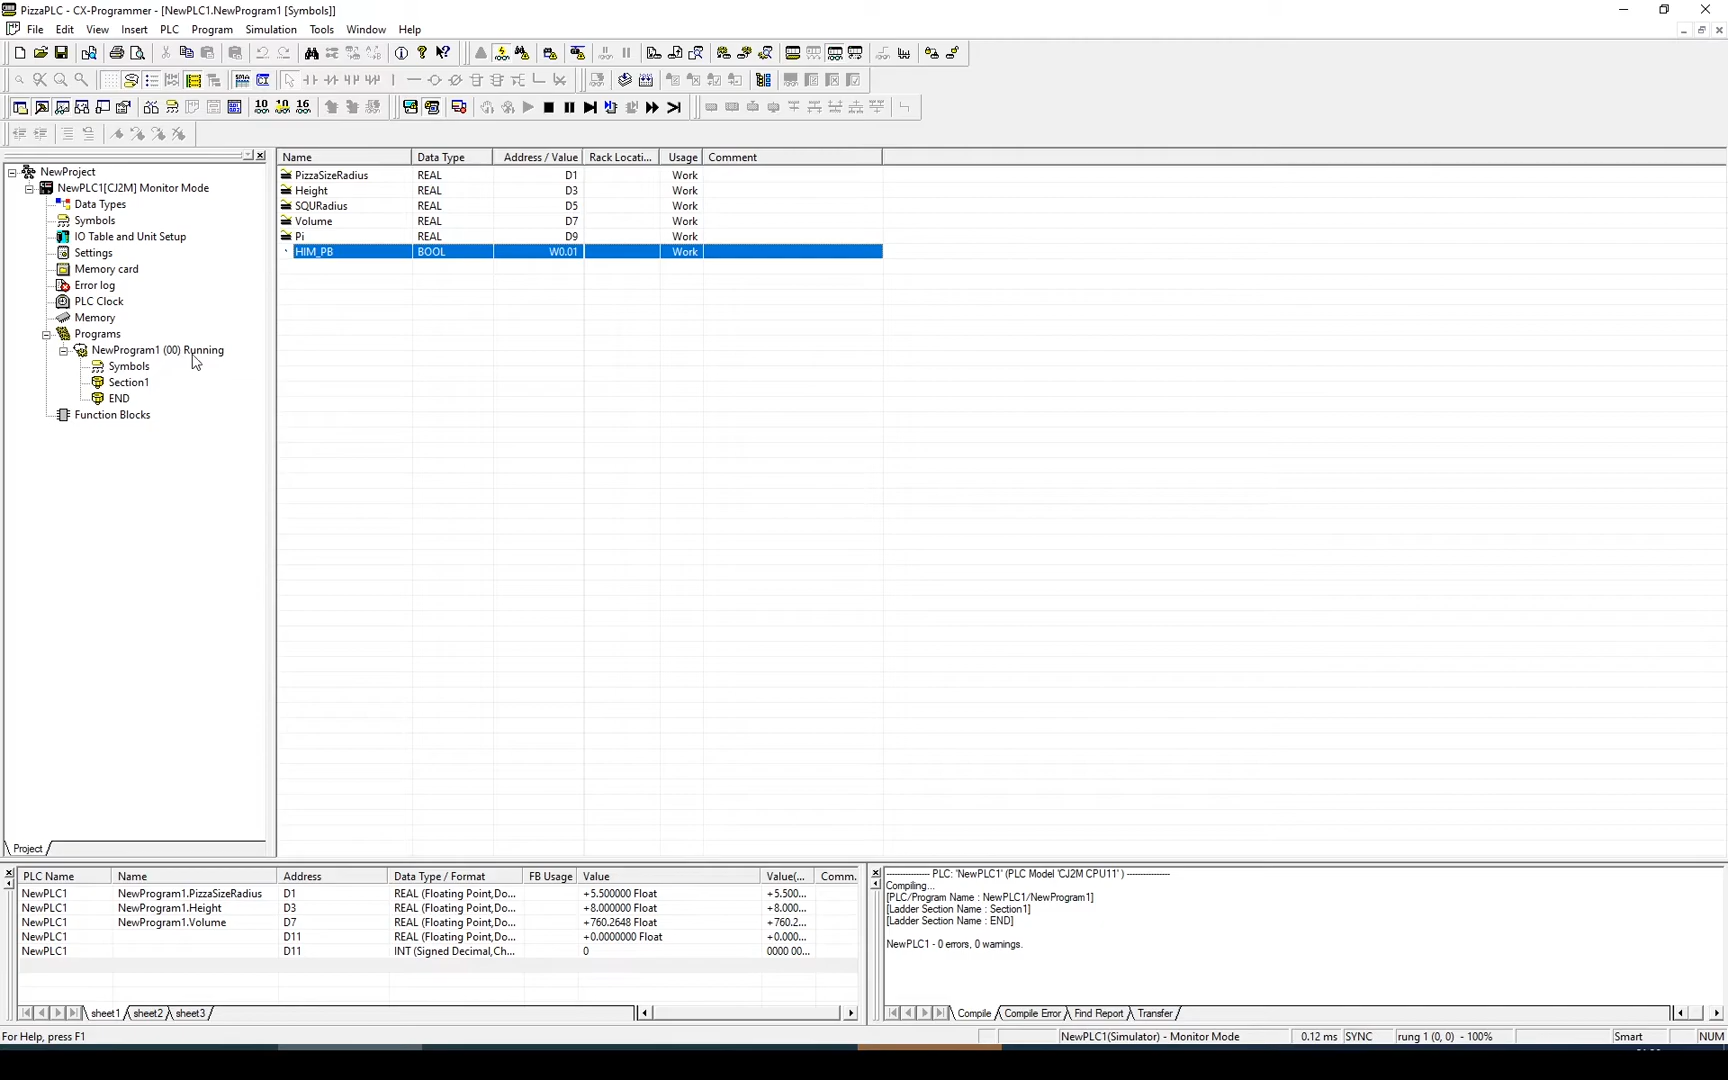 PizzaPLC - CX-Programmer - [NewPLC1.NewProgram1 [Symbols]]
File Edit View Insert PLC Program Simulation Tools Window Help
NewProject
NewPLC1[CJ2M] Monitor Mode
Data Types
Symbols
IO Table and Unit Setup
Settings
Memory card
Error log
PLC Clock
Memory
Programs
NewProgram1 (00) Running
Symbols
Section1
END
Function Blocks
Project
Name Data Type Address / Value Rack Locati... Usage Comment
PizzaSizeRadius REAL D1 Work
Height REAL D3 Work
SQURadius REAL D5 Work
Volume REAL D7 Work
Pi REAL D9 Work
HIM_PB BOOL W0.01 Work
PLC Name Name Address Data Type / Format FB Usage Value Value(... Comm.
NewPLC1 NewProgram1.PizzaSizeRadius D1 REAL (Floating Point,Do... +5.500000 Float +5.500...
NewPLC1 NewProgram1.Height D3 REAL (Floating Point,Do... +8.000000 Float +8.000...
NewPLC1 NewProgram1.Volume D7 REAL (Floating Point,Do... +760.2648 Float +760.2...
NewPLC1 D11 REAL (Floating Point,Do... +0.0000000 Float +0.000...
NewPLC1 D11 INT (Signed Decimal,Ch... 0 0000 00...
sheet1 sheet2 sheet3
--------------- PLC: 'NewPLC1' (PLC Model 'CJ2M CPU11' ) ---------------
Compiling...
[PLC/Program Name : NewPLC1/NewProgram1]
[Ladder Section Name : Section1]
[Ladder Section Name : END]
NewPLC1 - 0 errors, 0 warnings.
Compile Compile Error Find Report Transfer
For Help, press F1 NewPLC1(Simulator) - Monitor Mode 0.12 ms SYNC rung 1 (0, 0) - 100% Smart NUM